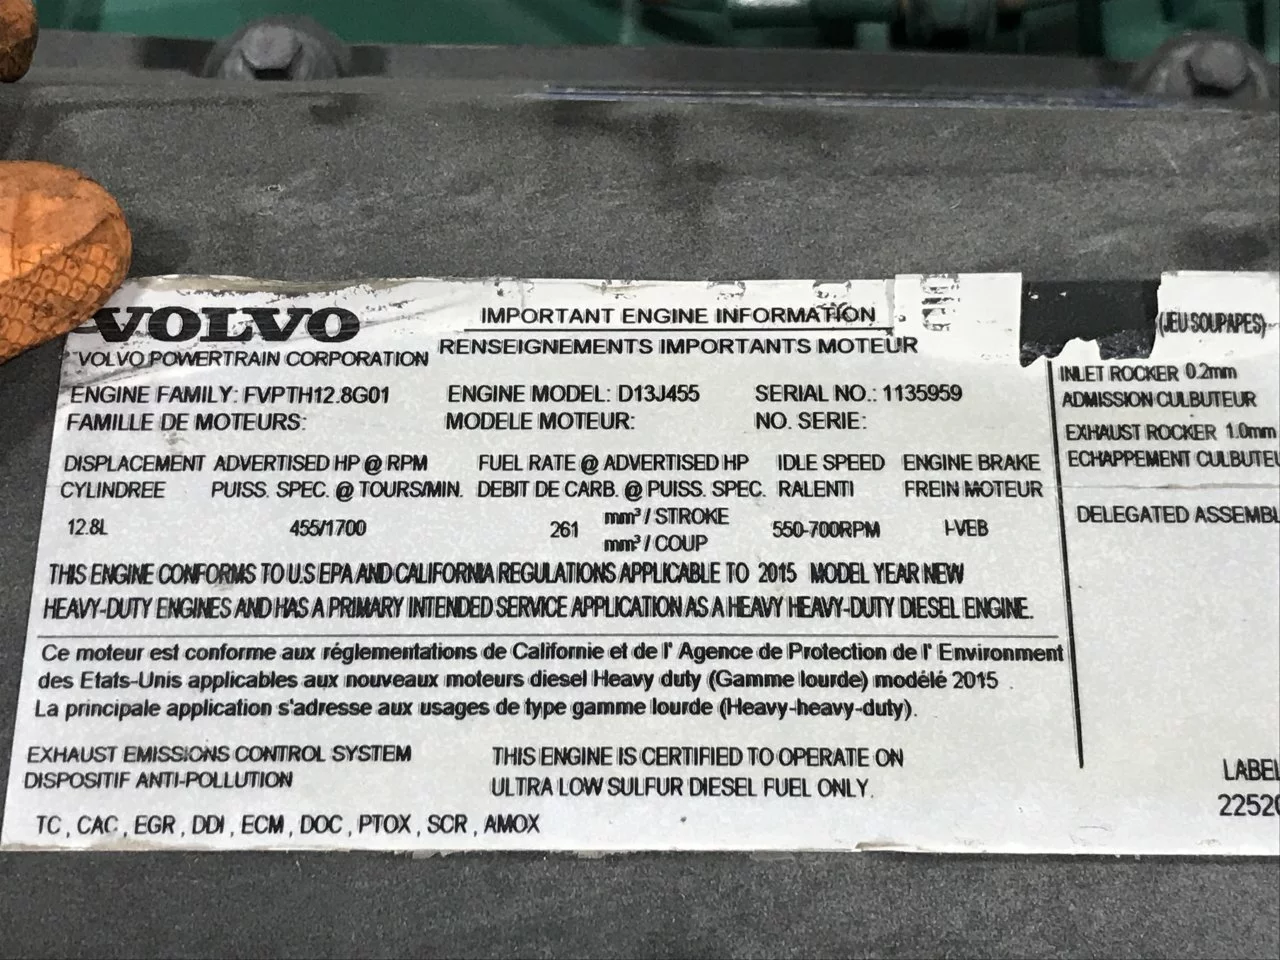 VOLVO
VOLVO POWERTRAIN CORPORATION
IMPORTANT ENGINE INFORMATION
RENSEIGNEMENTS IMPORTANTS MOTEUR
ENGINE FAMILY: FVPTH12.8G01 ENGINE MODEL: D13J455 SERIAL NO.: 1135959
FAMILLE DE MOTEURS: MODELE MOTEUR: NO. SERIE:
DISPLACEMENT ADVERTISED HP @ RPM FUEL RATE @ ADVERTISED HP IDLE SPEED ENGINE BRAKE
CYLINDREE PUISS. SPEC. @ TOURS/MIN. DEBIT DE CARB. @ PUISS. SPEC. RALENTI FREIN MOTEUR
12.8L 455/1700 261 mm³ / STROKE 550-700RPM I-VEB
mm³ / COUP
THIS ENGINE CONFORMS TO U.S EPA AND CALIFORNIA REGULATIONS APPLICABLE TO 2015 MODEL YEAR NEW
HEAVY-DUTY ENGINES AND HAS A PRIMARY INTENDED SERVICE APPLICATION AS A HEAVY HEAVY-DUTY DIESEL ENGINE.
Ce moteur est conforme aux réglementations de Californie et de l' Agence de Protection de l' Environment
des Etats-Unis applicables aux nouveaux moteurs diesel Heavy duty (Gamme lourde) modélé 2015 .
La principale application s'adresse aux usages de type gamme lourde (Heavy-heavy-duty).
EXHAUST EMISSIONS CONTROL SYSTEM
DISPOSITIF ANTI-POLLUTION
THIS ENGINE IS CERTIFIED TO OPERATE ON
ULTRA LOW SULFUR DIESEL FUEL ONLY.
TC , CAC , EGR , DDI , ECM , DOC , PTOX , SCR , AMOX
(JEU SOUPAPES)
INLET ROCKER 0.2mm
ADMISSION CULBUTEUR
EXHAUST ROCKER 1.0mm
ECHAPPEMENT CULBUTEU
DELEGATED ASSEMBL
LABEL
22520